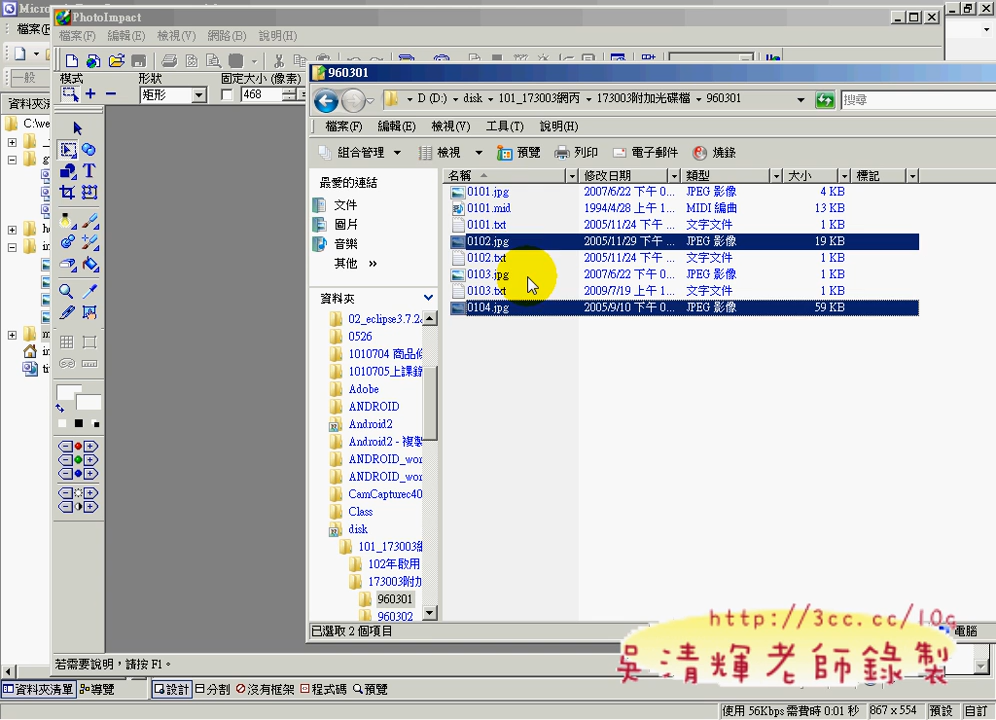 PhotoImpact
檔案(F) 編輯(E) 檢視(V) 網路(B) 說明(H)
模式 形狀 固定大小 (像素)
矩形 468
一般
960301
D (D:) disk 101_173003網丙 173003附加光碟檔 960301 搜尋
檔案(F) 編輯(E) 檢視(V) 工具(T) 說明(H)
組合管理 檢視 預覽 列印 電子郵件 燒錄
最愛的連結
文件
圖片
音樂
其他 »
資料夾
02_eclipse3.7.2
0526
1010704 商品
1010705上課錄
Adobe
ANDROID
Android2
Android2 - 複製
ANDROID_wor
ANDROID_wor
CamCapturec40
Class
disk
101_173003網
102年啟用
173003附加
960301
960302
名稱 修改日期 類型 大小 標記
0101.jpg 2007/6/22 下午 0... JPEG 影像 4 KB
0101.mid 1994/4/28 上午 1... MIDI 編曲 13 KB
0101.txt 2005/11/24 下午 ... 文字文件 1 KB
0102.jpg 2005/11/29 下午 ... JPEG 影像 19 KB
0102.txt 2005/11/24 下午 ... 文字文件 1 KB
0103.jpg 2007/6/22 下午 0... JPEG 影像 1 KB
0103.txt 2009/7/19 上午 1... 文字文件 1 KB
0104.jpg 2005/9/10 下午 0... JPEG 影像 59 KB
已選取 2 個項目
電腦
http://3cc.cc/10g
吳清輝老師錄製
若需要說明，請按 F1。
資料夾清單 導覽 設計 分割 沒有框架 程式碼 預覽
使用 56Kbps 需費時 0:01 秒 867 x 554 預設 自訂